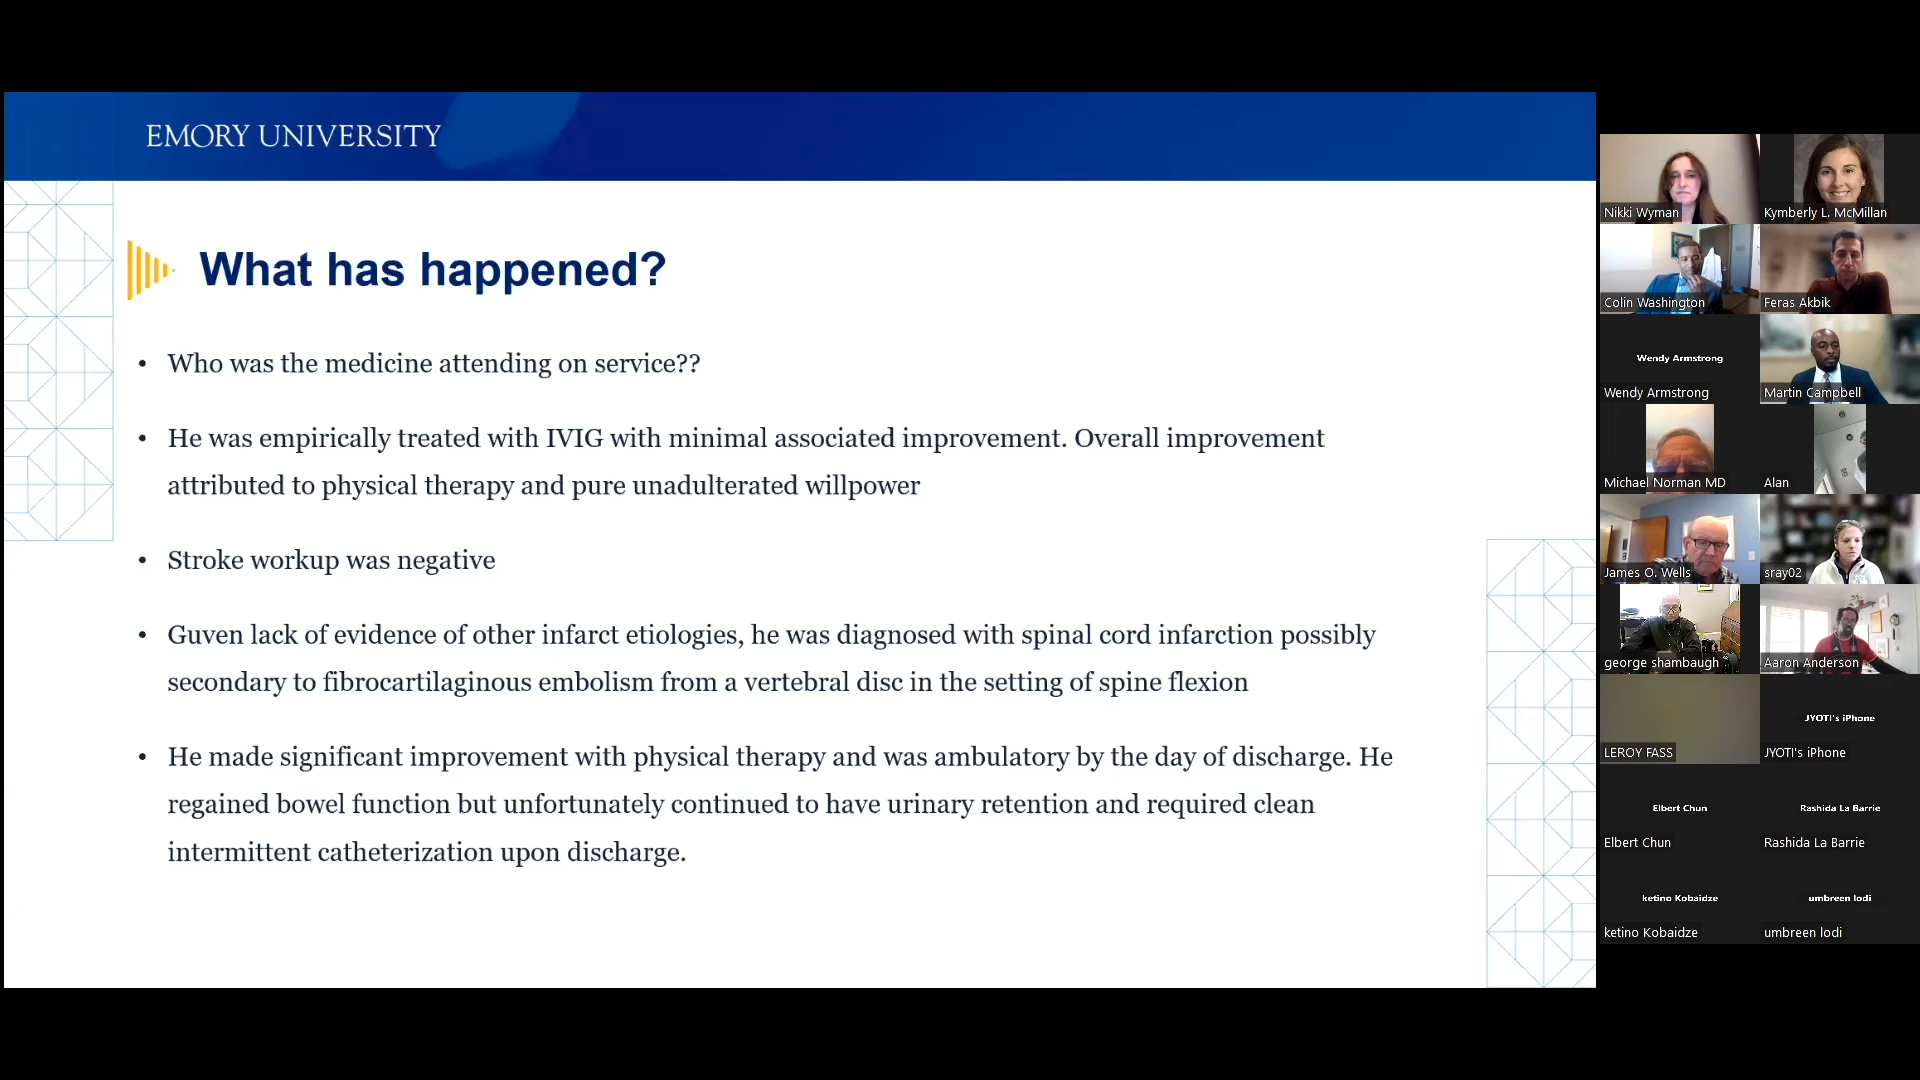 EMORY UNIVERSITY
What has happened?
• Who was the medicine attending on service??
• He was empirically treated with IVIG with minimal associated improvement. Overall improvement
attributed to physical therapy and pure unadulterated willpower
• Stroke workup was negative
• Guven lack of evidence of other infarct etiologies, he was diagnosed with spinal cord infarction possibly
secondary to fibrocartilaginous embolism from a vertebral disc in the setting of spine flexion
• He made significant improvement with physical therapy and was ambulatory by the day of discharge. He
regained bowel function but unfortunately continued to have urinary retention and required clean
intermittent catheterization upon discharge.
Nikki Wyman
Kymberly L. McMillan
Colin Washington
Feras Akbik
Wendy Armstrong
Wendy Armstrong
Martin Campbell
Michael Norman MD
Alan
James O. Wells
sray02
george shambaugh
Aaron Anderson
LEROY FASS
JYOTI's iPhone
JYOTI's iPhone
Elbert Chun
Elbert Chun
Rashida La Barrie
Rashida La Barrie
ketino Kobaidze
ketino Kobaidze
umbreen lodi
umbreen lodi